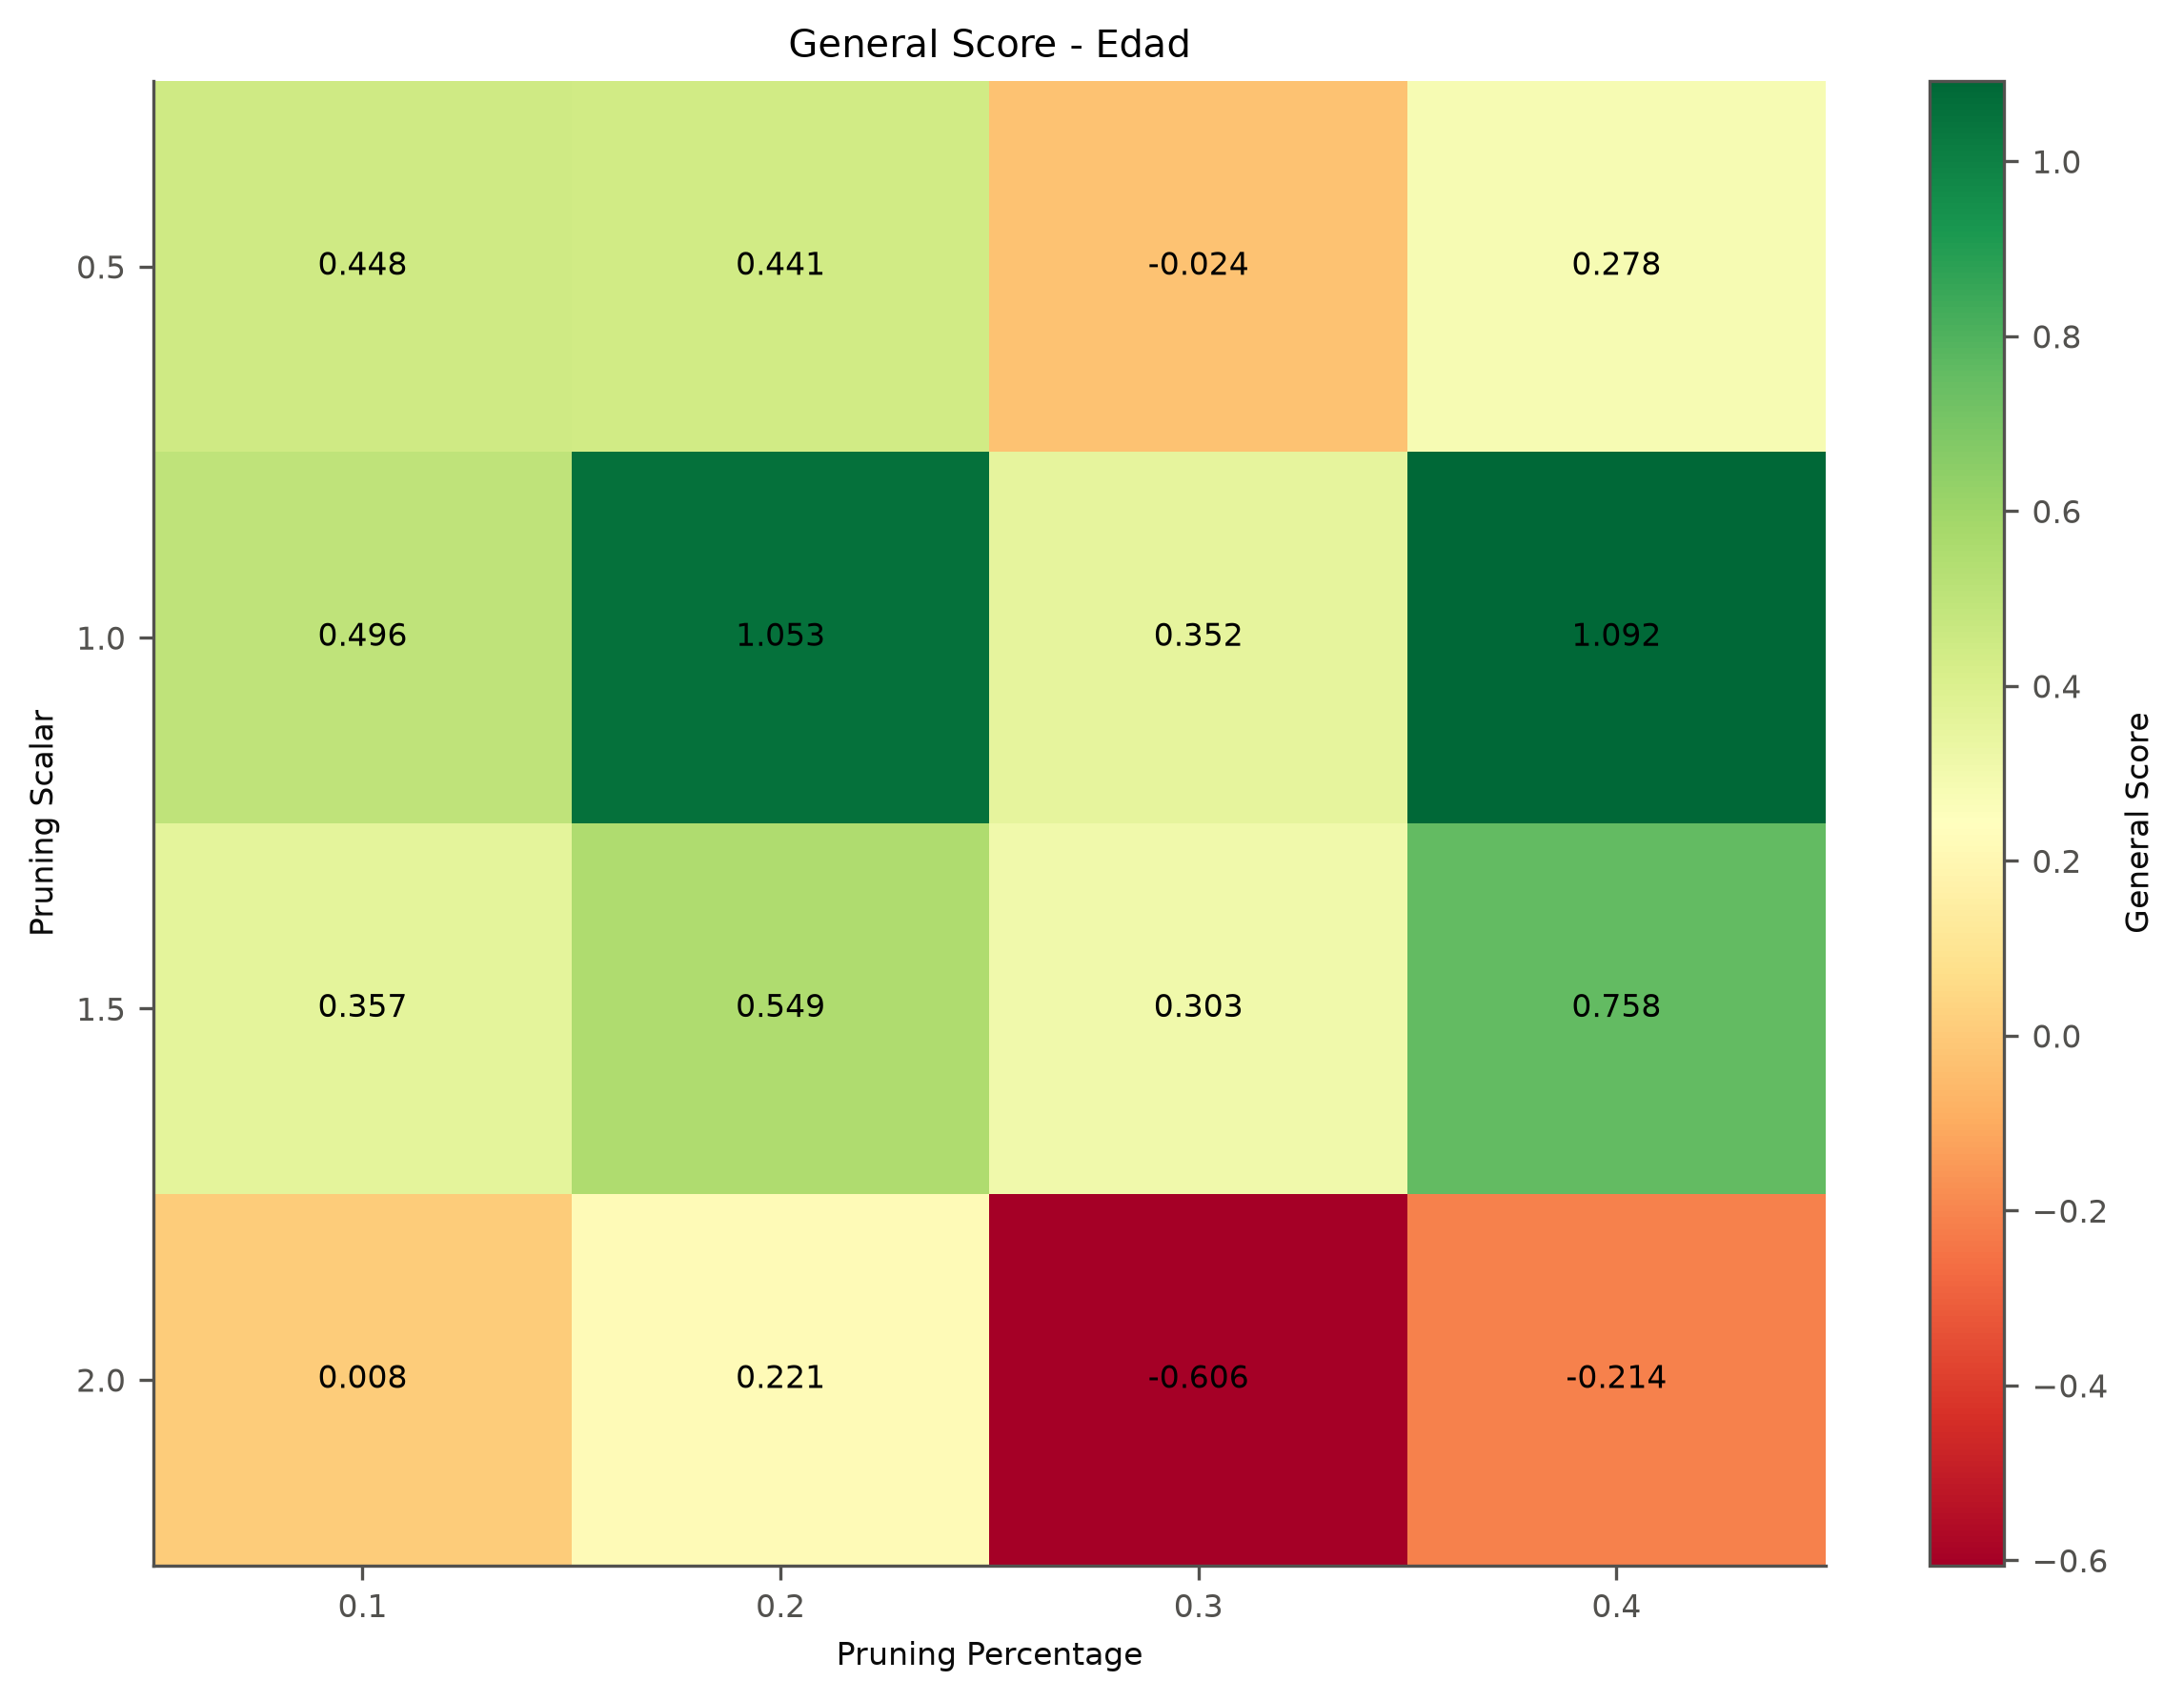 General Score - Edad
0.5 0.448 0.441 -0.024 0.278
1.0 0.496 1.053 0.352 1.092
1.5 0.357 0.549 0.303 0.758
2.0 0.008 0.221 -0.606 -0.214
0.1 0.2 0.3 0.4
Pruning Percentage
Pruning Scalar
1.0
0.8
0.6
0.4
0.2
0.0
−0.2
−0.4
−0.6
General Score